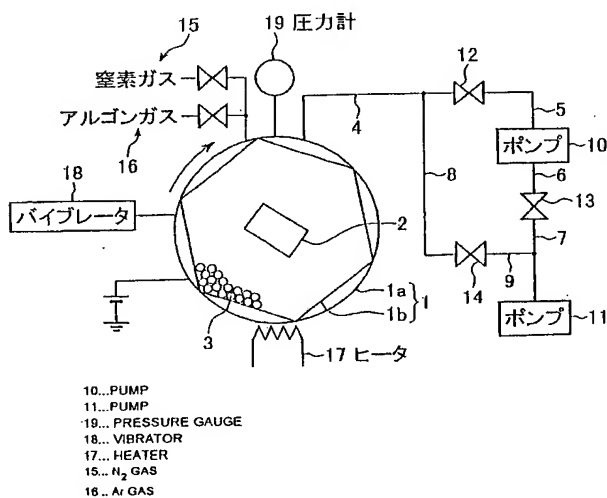 15
窒素ガス
アルゴンガス
16
19 圧力計
12
4
5
ポンプ 10
6
8
13
7
18
バイブレータ
2
14
9
1a
1b
1
3
17 ヒータ
ポンプ 11
10...PUMP
11...PUMP
19... PRESSURE GAUGE
18... VIBRATOR
17... HEATER
15... N₂ GAS
16... Ar GAS